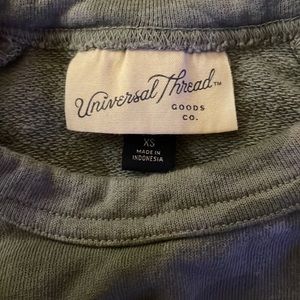 Universal Thread™
GOODS
CO.
XS
MADE IN
INDONESIA